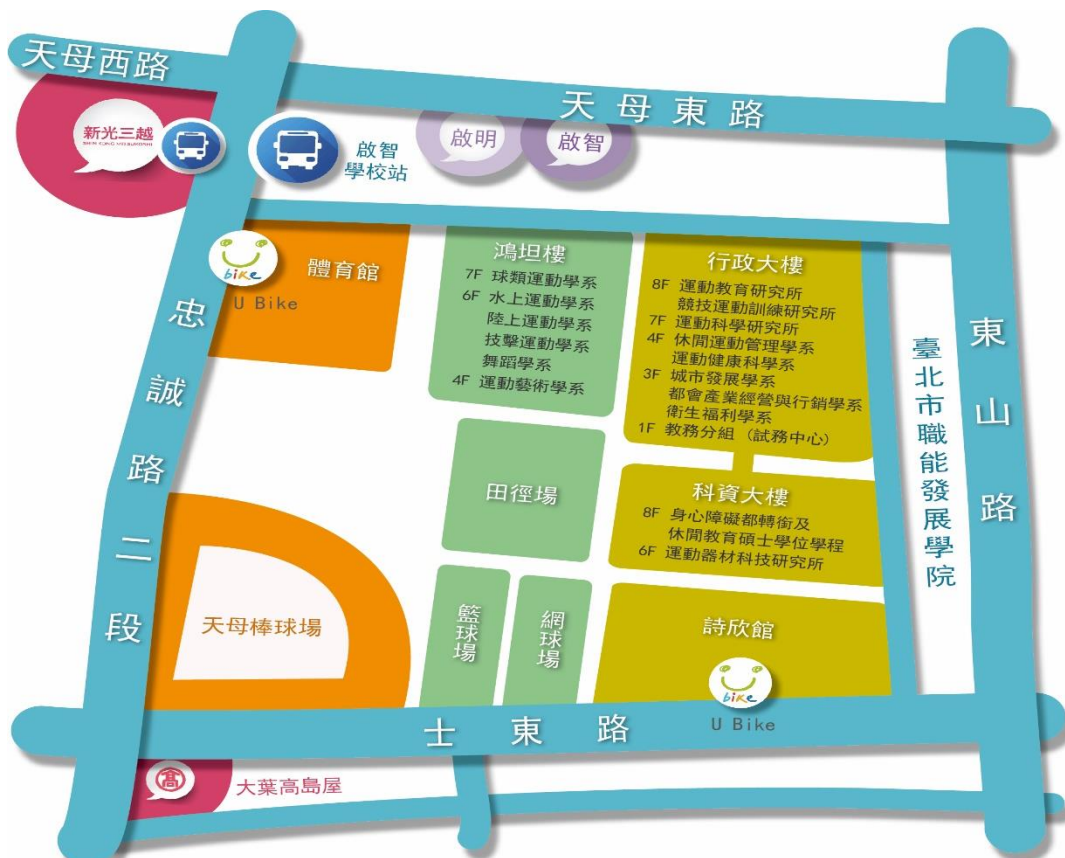 天母西路
天母東路
新光三越
SHIN KONG MITSUKOSHI
啟智
學校站
啟明
啟智
bike
U Bike
體育館
鴻坦樓
7F 球類運動學系
6F 水上運動學系
陸上運動學系
技擊運動學系
舞蹈學系
4F 運動藝術學系
行政大樓
8F 運動教育研究所
競技運動訓練研究所
7F 運動科學研究所
4F 休閒運動管理學系
運動健康科學系
3F 城市發展學系
都會產業經營與行銷學系
衛生福利學系
1F 教務分組（試務中心）
忠誠路二段
臺北市職能發展學院
東山路
田徑場
科資大樓
8F 身心障礙都轉銜及
休閒教育碩士學位學程
6F 運動器材科技研究所
天母棒球場
籃球場
網球場
詩欣館
bike
U Bike
士東路
髙
大葉高島屋